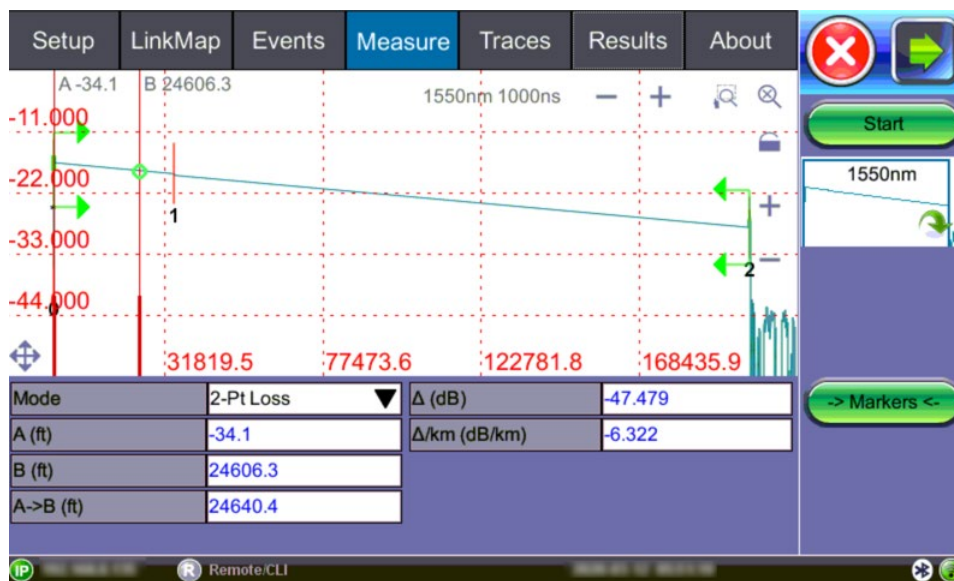 Setup LinkMap Events Measure Traces Results About
A -34.1 B 24606.3
1550nm 1000ns
-11.000
-22.000
-33.000
-44.000
0
1
2
31819.5 77473.6 122781.8 168435.9
Start
1550nm
-> Markers <-
Mode 2-Pt Loss Δ (dB) -47.479
A (ft) -34.1 Δ/km (dB/km) -6.322
B (ft) 24606.3
A->B (ft) 24640.4
IP R Remote/CLI